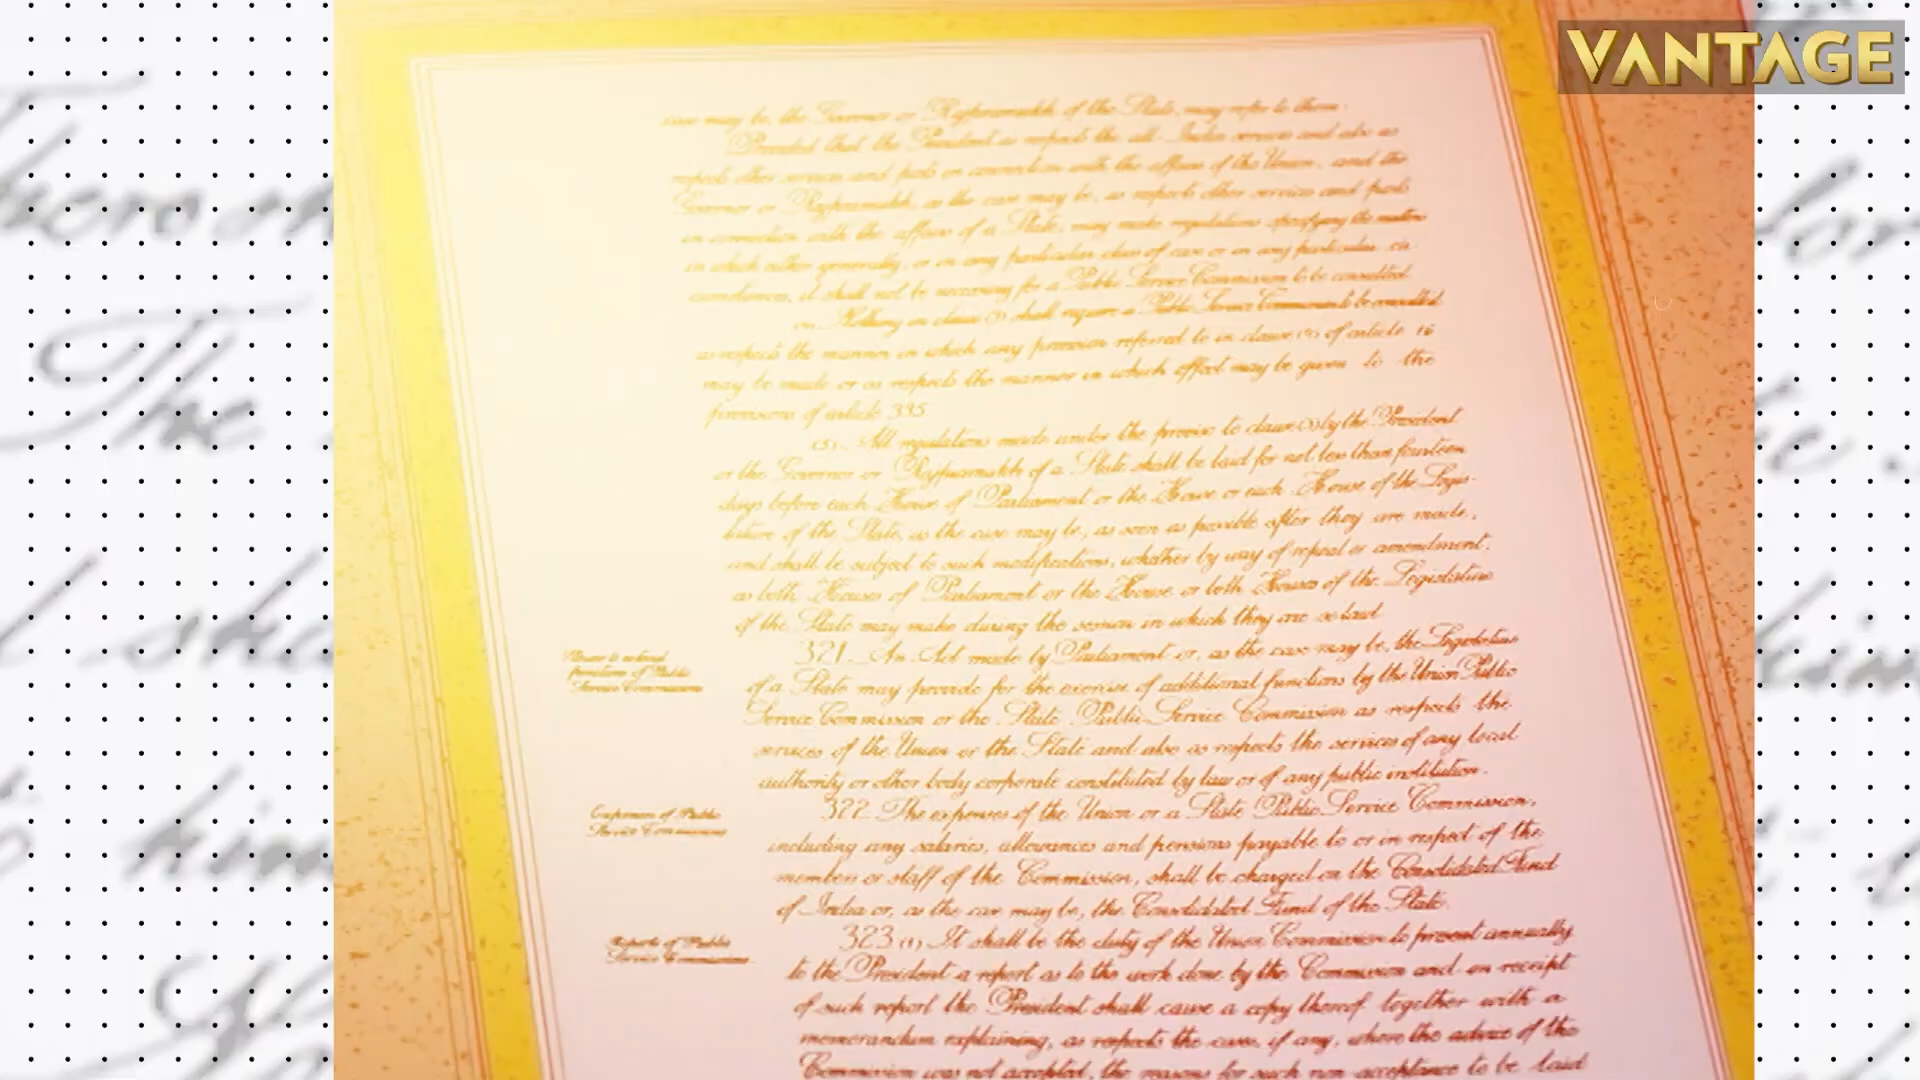 VANTAGE
case may be, the Governor or Rajpramukh of the State, may refer to them:
Provided that the President as respects the all-India services and also as
respects other services and posts in connection with the affairs of the Union, and the
Governor or Rajpramukh, as the case may be, as respects other services and posts
in connection with the affairs of a State, may make regulations specifying the matters
in which either generally, or in any particular class of case or in any particular cir-
cumstances, it shall not be necessary for a Public Service Commission to be consulted.
Nothing in clause (3) shall require a Public Service Commission to be consulted
as respects the manner in which any provision referred to in clause (4) of article 16
may be made or as respects the manner in which effect may be given to the
provisions of article 335.
(5). All regulations made under the proviso to clause (3) by the President
or the Governor or Rajpramukh of a State shall be laid for not less than fourteen
days before each House of Parliament or the House or each House of the Legis-
lature of the State, as the case may be, as soon as possible after they are made,
and shall be subject to such modifications, whether by way of repeal or amendment,
as both Houses of Parliament or the House or both Houses of the Legislature
of the State may make during the session in which they are so laid.
Power to extend
functions of Public
Service Commissions
321. An Act made by Parliament or, as the case may be, the Legislature
of a State may provide for the exercise of additional functions by the Union Public
Service Commission or the State Public Service Commission as respects the
services of the Union or the State and also as respects the services of any local
authority or other body corporate constituted by law or of any public institution.
Expenses of Public
Service Commissions
322. The expenses of the Union or a State Public Service Commission,
including any salaries, allowances and pensions payable to or in respect of the
members or staff of the Commission, shall be charged on the Consolidated Fund
of India or, as the case may be, the Consolidated Fund of the State.
Reports of Public
Service Commissions
323 (1) It shall be the duty of the Union Commission to present annually
to the President a report as to the work done by the Commission and on receipt
of such report the President shall cause a copy thereof together with a
memorandum explaining, as respects the cases, if any, where the advice of the
Commission was not accepted, the reasons for such non-acceptance to be laid
The
shall
him